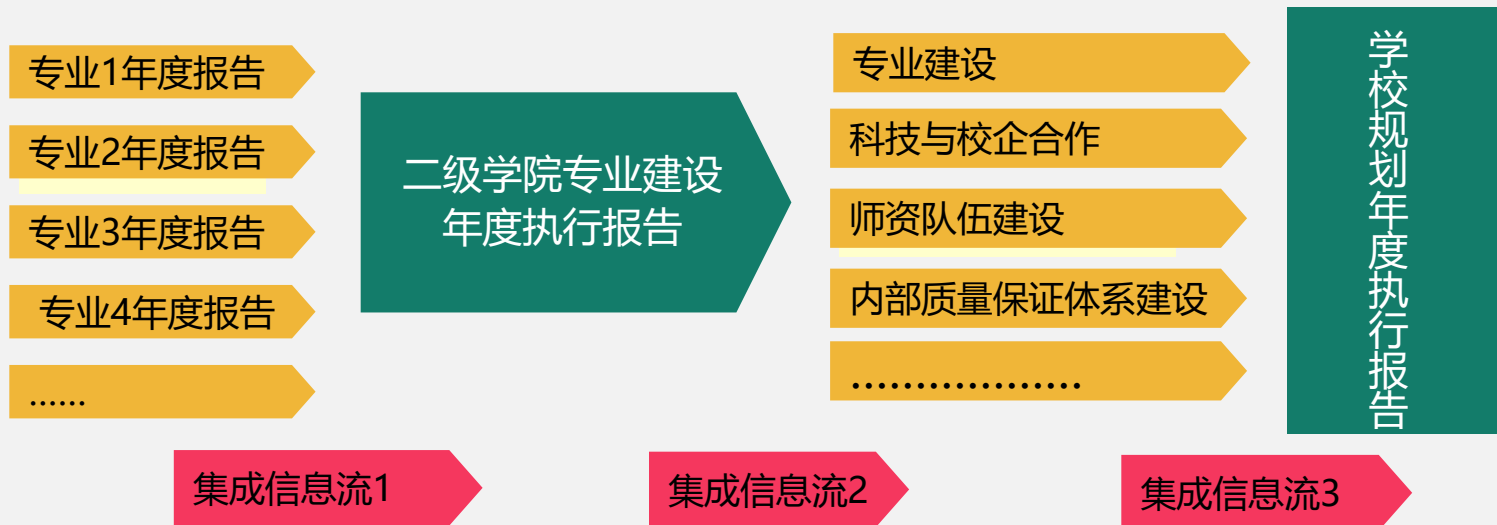 专业1年度报告
专业2年度报告
专业3年度报告
专业4年度报告
......
二级学院专业建设
年度执行报告
专业建设
科技与校企合作
师资队伍建设
内部质量保证体系建设
..................
学校规划年度执行报告
集成信息流1
集成信息流2
集成信息流3